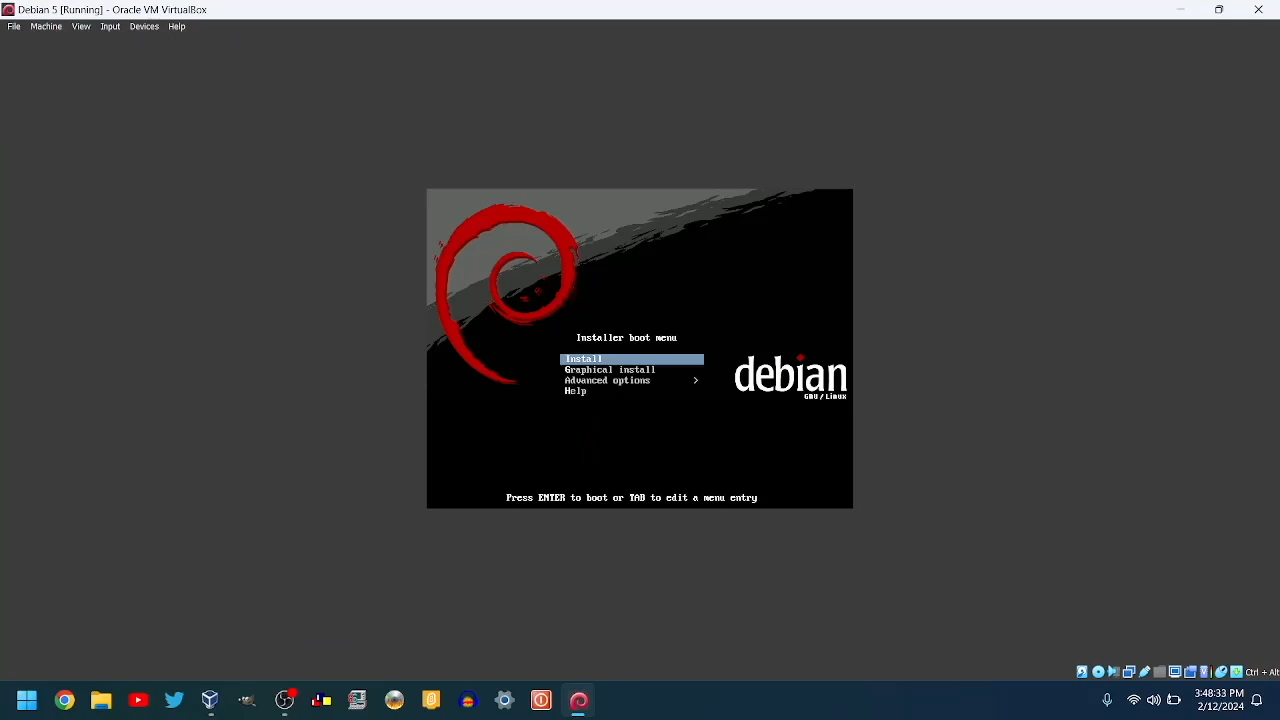 Debian 5 [Running] - Oracle VM VirtualBox
File Machine View Input Devices Help
Installer boot menu
Install
Graphical install
Advanced options >
Help
debian
GNU/Linux
Press ENTER to boot or TAB to edit a menu entry
Ctrl + Alt
3:48:33 PM
2/12/2024